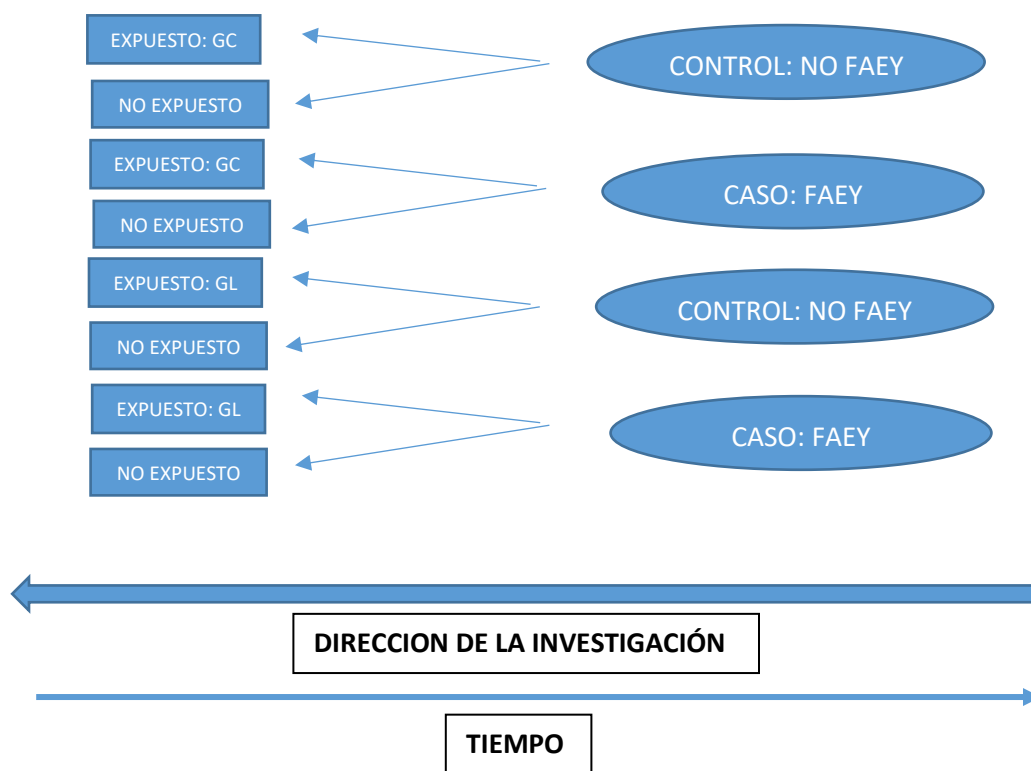 EXPUESTO: GC
CONTROL: NO FAEY
NO EXPUESTO
EXPUESTO: GC
CASO: FAEY
NO EXPUESTO
EXPUESTO: GL
CONTROL: NO FAEY
NO EXPUESTO
EXPUESTO: GL
CASO: FAEY
NO EXPUESTO
DIRECCION DE LA INVESTIGACIÓN
TIEMPO